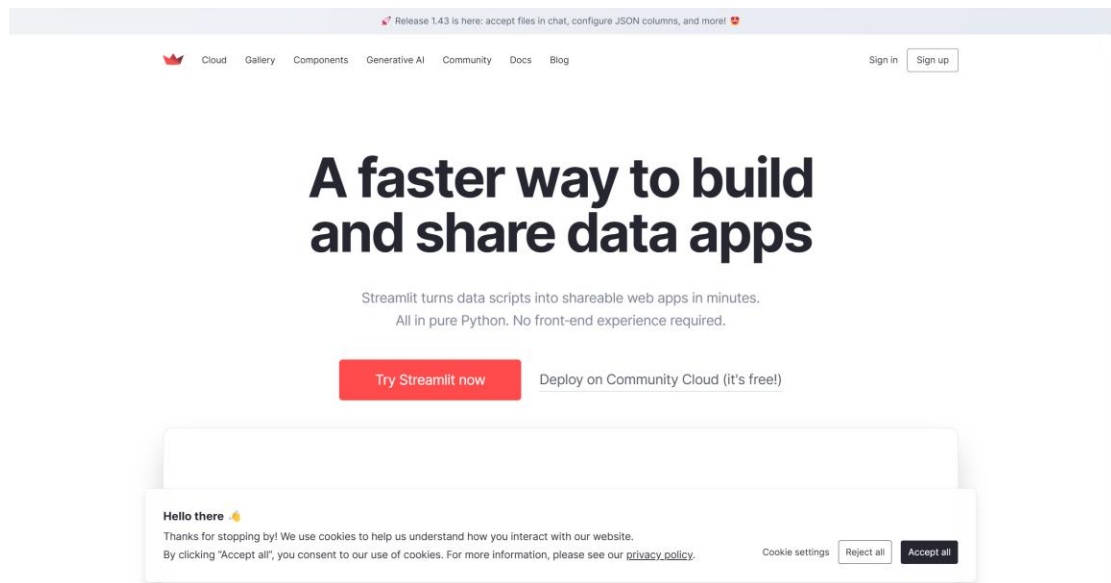 🚀 Release 1.43 is here: accept files in chat, configure JSON columns, and more! 😍
Cloud Gallery Components Generative AI Community Docs Blog Sign in Sign up
A faster way to build
and share data apps
Streamlit turns data scripts into shareable web apps in minutes.
All in pure Python. No front-end experience required.
Try Streamlit now Deploy on Community Cloud (it's free!)
Hello there 👋
Thanks for stopping by! We use cookies to help us understand how you interact with our website.
By clicking “Accept all”, you consent to our use of cookies. For more information, please see our privacy policy.
Cookie settings Reject all Accept all